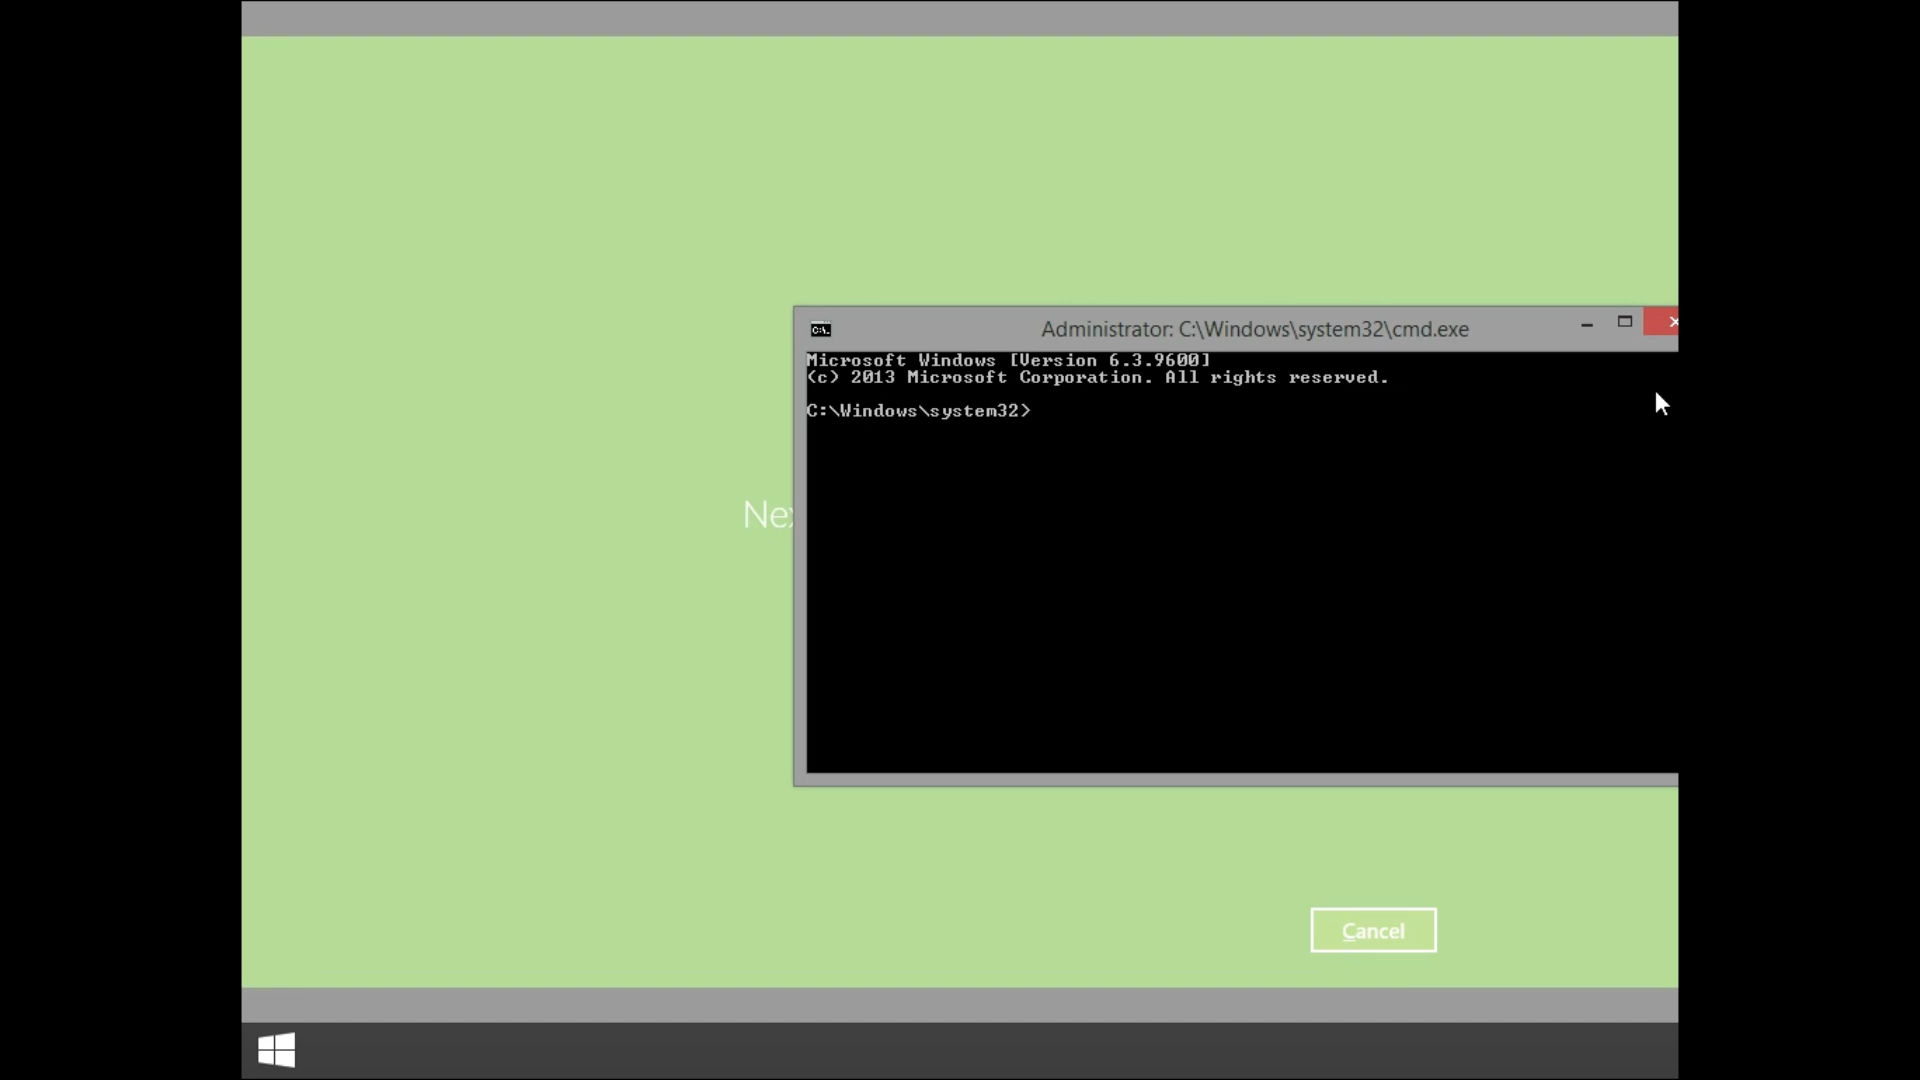 Administrator: C:\Windows\system32\cmd.exe
Microsoft Windows [Version 6.3.9600]
(c) 2013 Microsoft Corporation. All rights reserved.
C:\Windows\system32>
Cancel